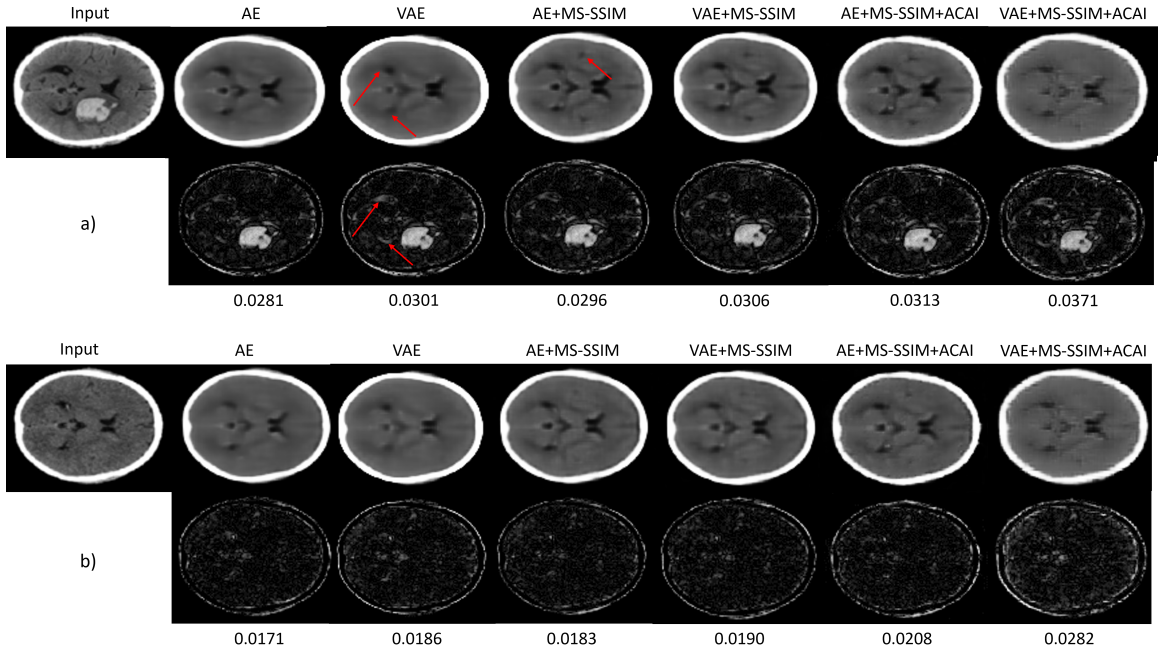 Input AE VAE AE+MS-SSIM VAE+MS-SSIM AE+MS-SSIM+ACAI VAE+MS-SSIM+ACAI
a)
0.0281 0.0301 0.0296 0.0306 0.0313 0.0371
Input AE VAE AE+MS-SSIM VAE+MS-SSIM AE+MS-SSIM+ACAI VAE+MS-SSIM+ACAI
b)
0.0171 0.0186 0.0183 0.0190 0.0208 0.0282